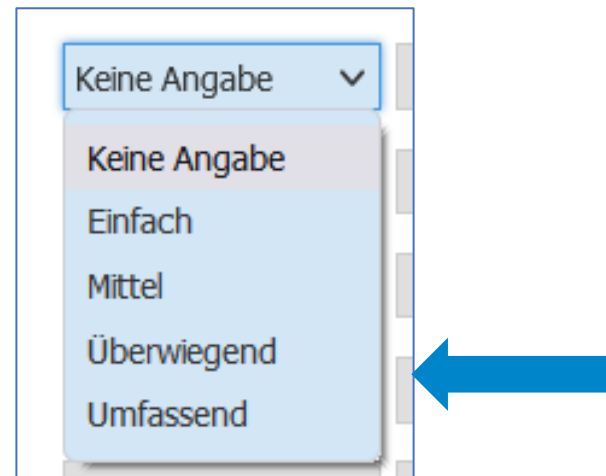 Keine Angabe
Keine Angabe
Einfach
Mittel
Überwiegend
Umfassend